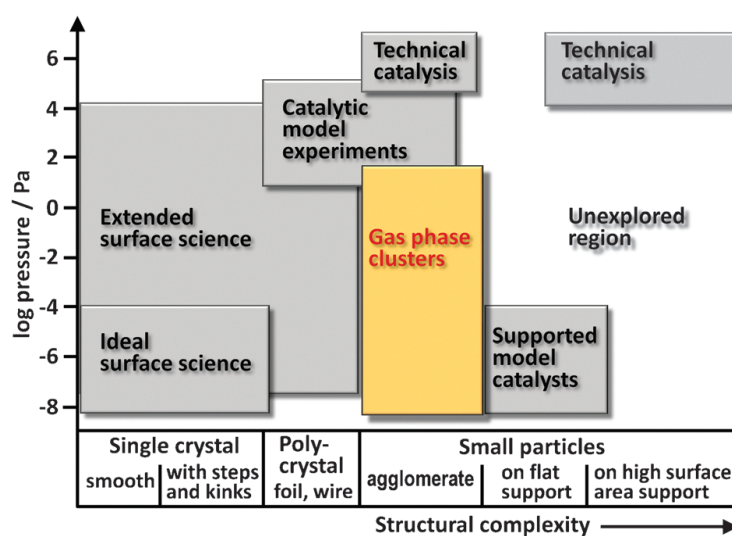 log pressure / Pa
6
4
2
0
-2
-4
-6
-8
Technical
catalysis
Technical
catalysis
Catalytic
model
experiments
Extended
surface science
Gas phase
clusters
Unexplored
region
Ideal
surface science
Supported
model
catalysts
Single crystal
smooth
with steps
and kinks
Poly-
crystal
foil, wire
Small particles
agglomerate
on flat
support
on high surface
area support
Structural complexity